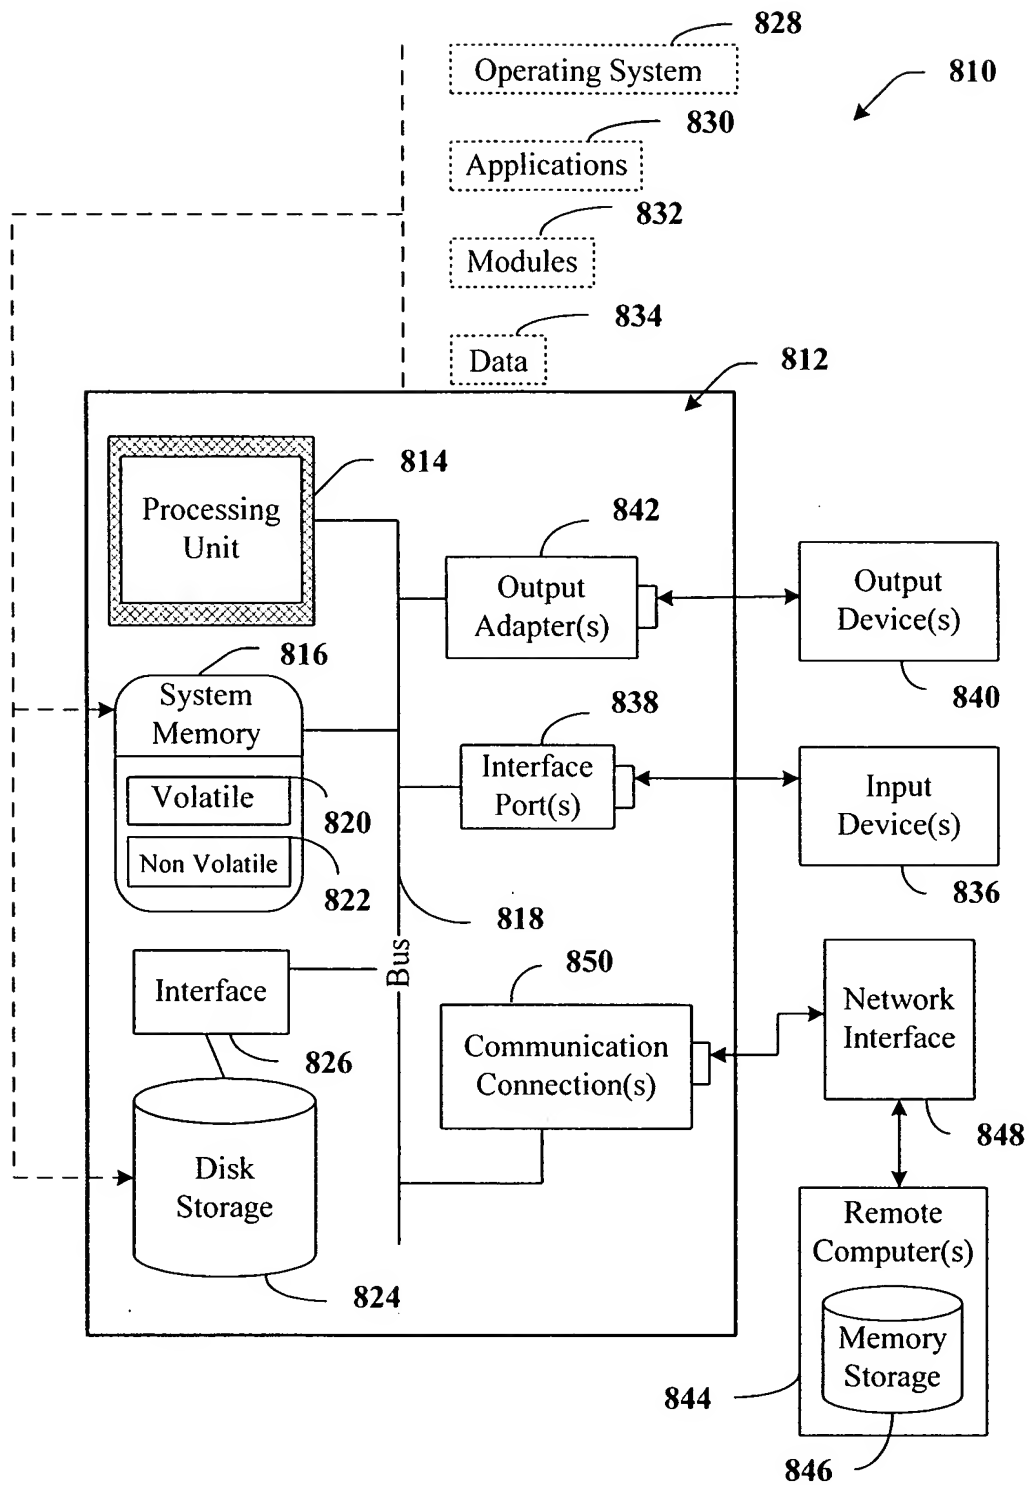 828
Operating System
810
830
Applications
832
Modules
834
Data
812
814
Processing
Unit
842
Output
Adapter(s)
Output
Device(s)
840
816
System
Memory
838
Interface
Port(s)
Input
Device(s)
836
Volatile
820
Non Volatile
822
818
Bus
850
Interface
826
Communication
Connection(s)
Network
Interface
848
Disk
Storage
824
Remote
Computer(s)
Memory
Storage
844
846